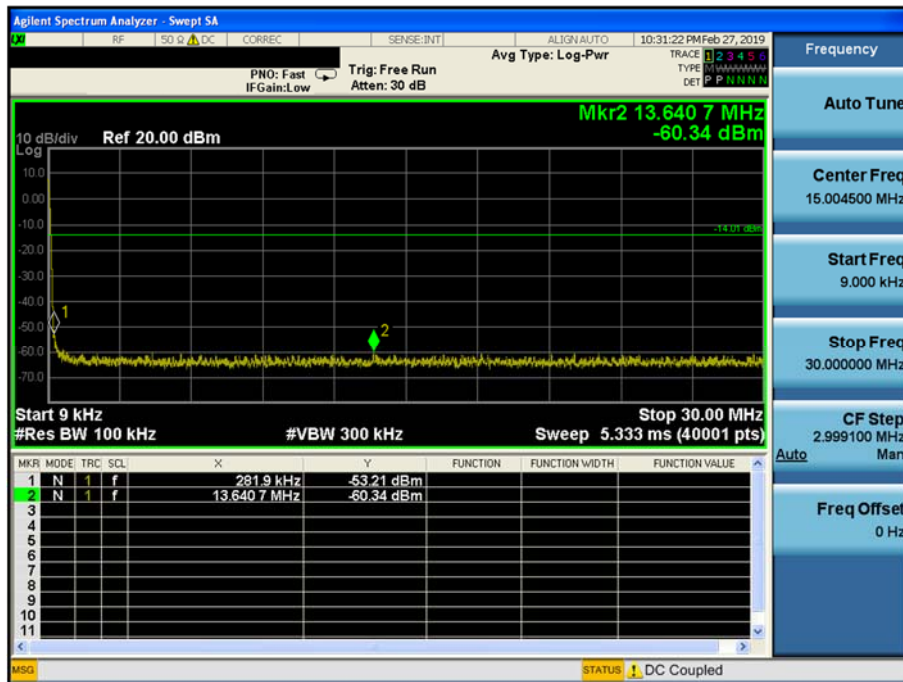 Agilent Spectrum Analyzer - Swept SA
LXI RF 50 Ω DC CORREC SENSE:INT ALIGNAUTO 10:31:22 PM Feb 27, 2019
Avg Type: Log-Pwr TRACE 1 2 3 4 5 6
PNO: Fast Trig: Free Run TYPE M W W W W W
IFGain:Low Atten: 30 dB DET P P N N N N
Mkr2 13.640 7 MHz
10 dB/div Ref 20.00 dBm -60.34 dBm
Log
10.0
0.00
-10.0
-14.01 dBm
-20.0
-30.0
-40.0
1
-50.0
2
-60.0
-70.0
Start 9 kHz Stop 30.00 MHz
#Res BW 100 kHz #VBW 300 kHz Sweep 5.333 ms (40001 pts)
MKR MODE TRC SCL X Y FUNCTION FUNCTION WIDTH FUNCTION VALUE
1 N 1 f 281.9 kHz -53.21 dBm
2 N 1 f 13.640 7 MHz -60.34 dBm
3
4
5
6
7
8
9
10
11
MSG STATUS DC Coupled
Frequency
Auto Tune
Center Freq
15.004500 MHz
Start Freq
9.000 kHz
Stop Freq
30.000000 MHz
CF Step
2.999100 MHz
Auto Man
Freq Offset
0 Hz